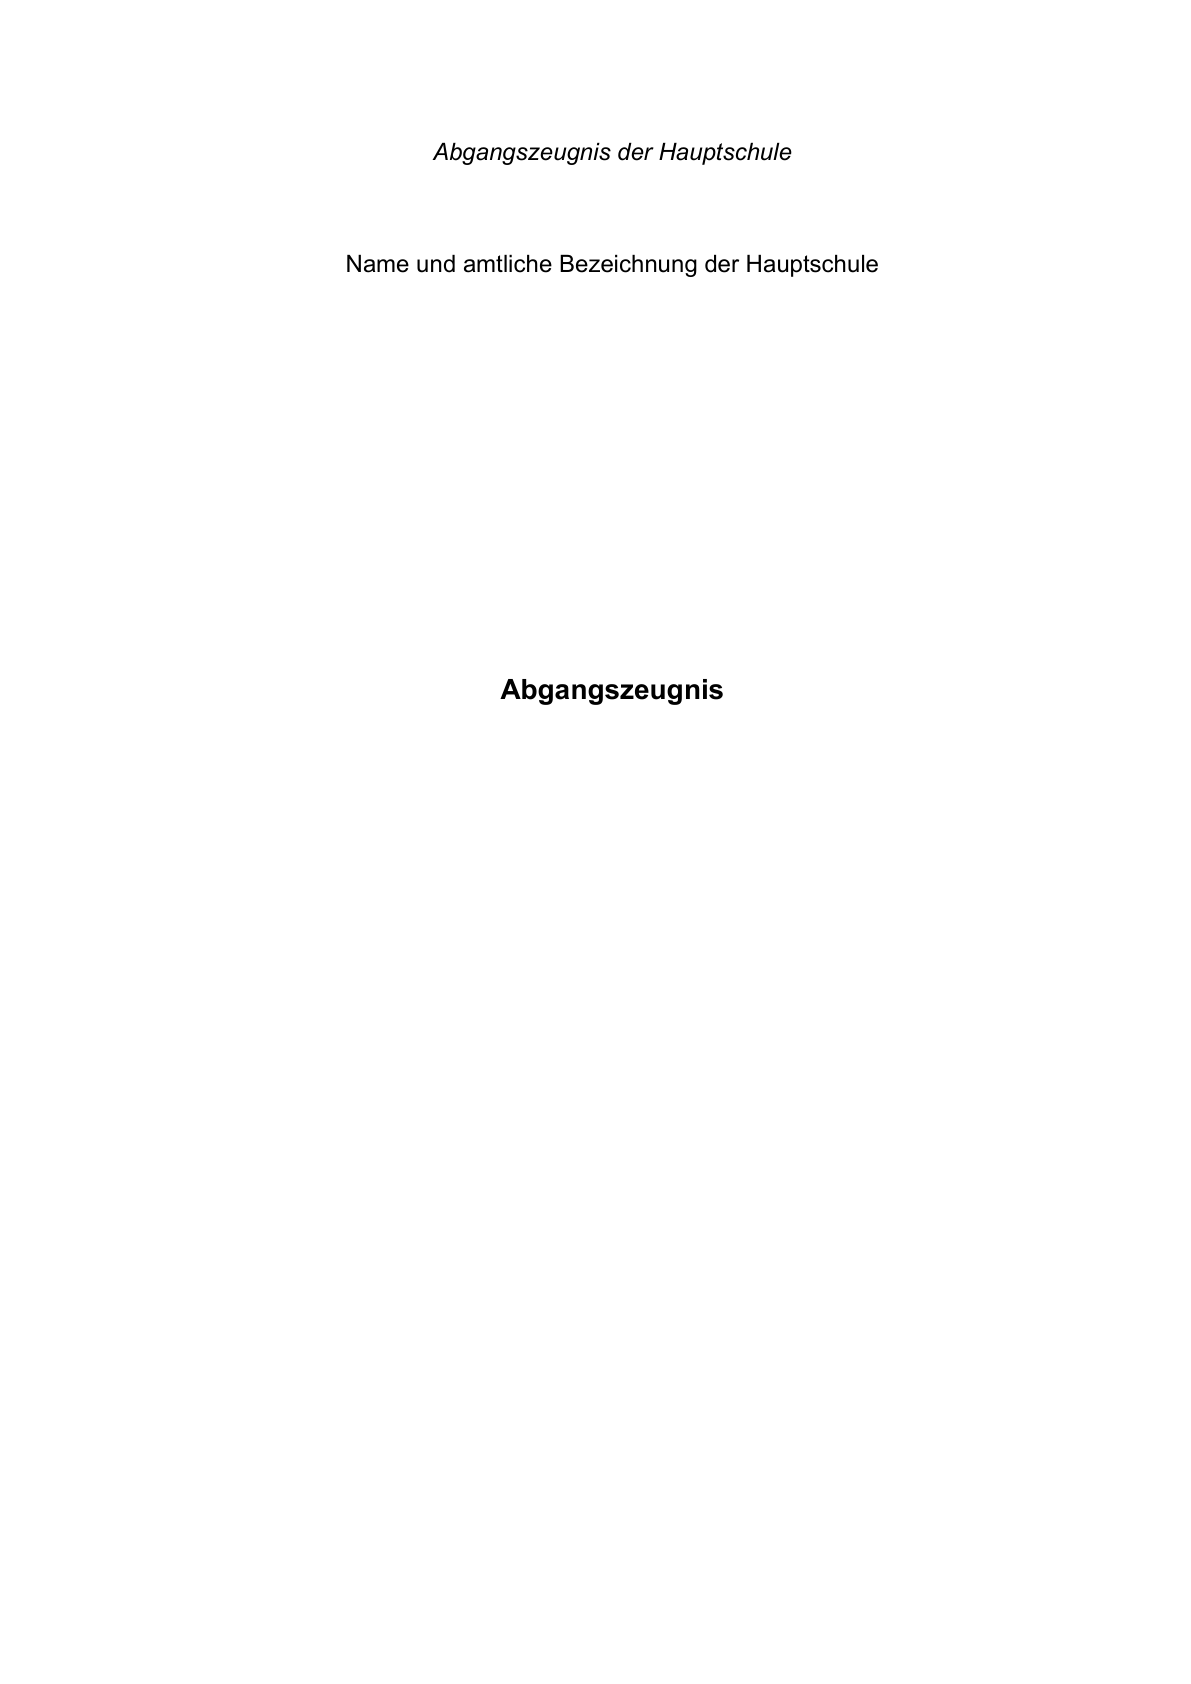 Abgangszeugnis der Hauptschule
Name und amtliche Bezeichnung der Hauptschule
Abgangszeugnis